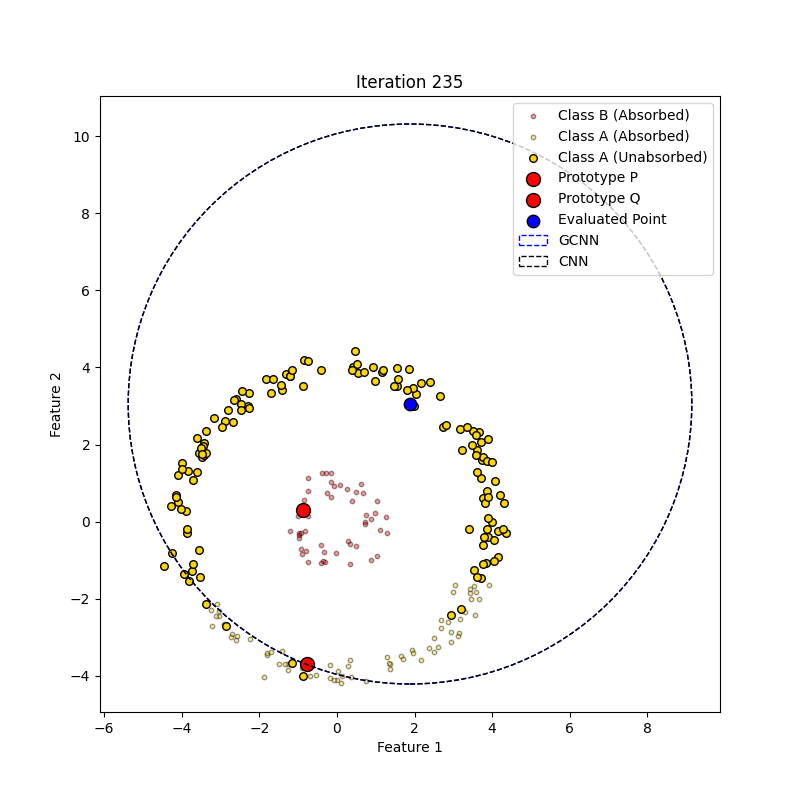 Iteration 235
Class B (Absorbed)
Class A (Absorbed)
Class A (Unabsorbed)
Prototype P
Prototype Q
Evaluated Point
GCNN
CNN
10
8
6
4
2
0
−2
−4
Feature 2
−6 −4 −2 0 2 4 6 8
Feature 1